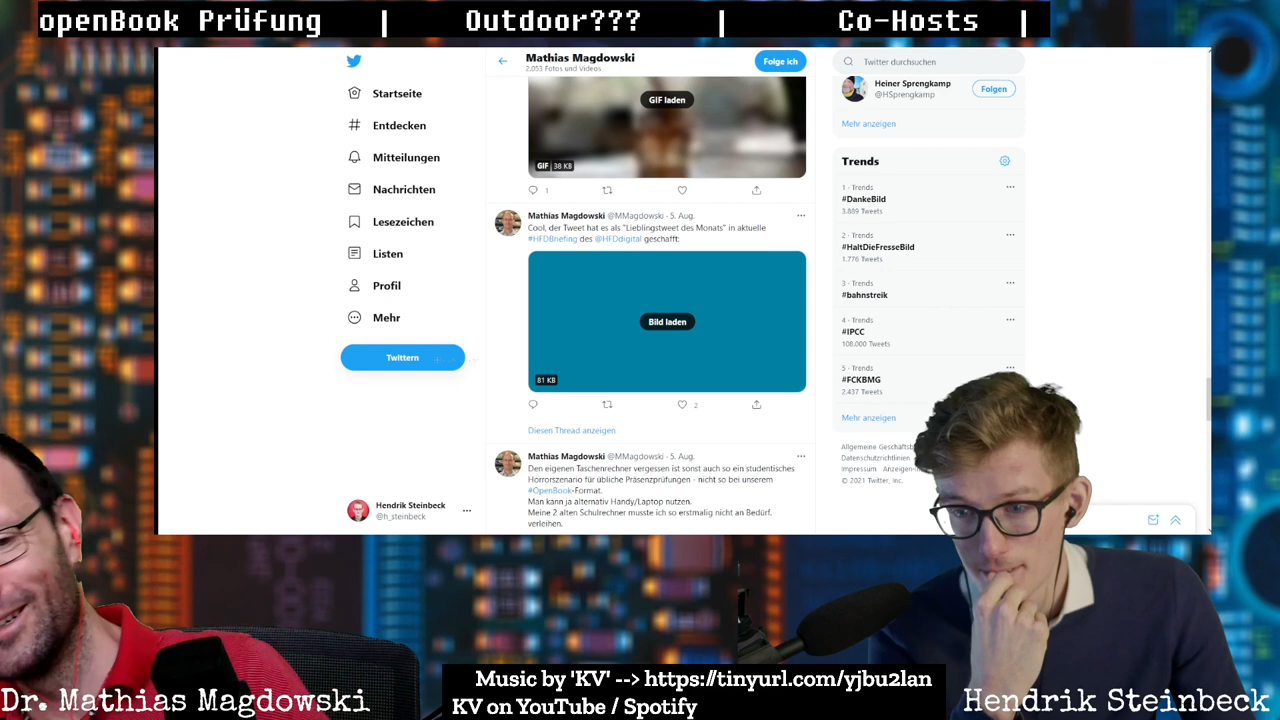 openBook Prüfung | Outdoor??? | Co-Hosts |
Startseite
Entdecken
Mitteilungen
Nachrichten
Lesezeichen
Listen
Profil
Mehr
Twittern
Hendrik Steinbeck
@h_steinbeck
Mathias Magdowski
2.053 Fotos und Videos
Folge ich
GIF laden
GIF 38 KB
1
Mathias Magdowski @MMagdowski · 5. Aug.
Cool, der Tweet hat es als "Lieblingstweet des Monats" in aktuelle
#HFDBriefing des @HFDdigital geschafft:
Bild laden
81 KB
2
Diesen Thread anzeigen
Mathias Magdowski @MMagdowski · 5. Aug.
Den eigenen Taschenrechner vergessen ist sonst auch so ein studentisches
Horrorszenario für übliche Präsenzprüfungen - nicht so bei unserem
#OpenBook-Format.
Man kann ja alternativ Handy/Laptop nutzen.
Meine 2 alten Schulrechner musste ich so erstmalig nicht an Bedürf.
verleihen.
Twitter durchsuchen
Heiner Sprengkamp
@HSprengkamp
Folgen
Mehr anzeigen
Trends
1 · Trends
#DankeBild
3.889 Tweets
2 · Trends
#HaltDieFresseBild
1.776 Tweets
3 · Trends
#bahnstreik
4 · Trends
#IPCC
108.000 Tweets
5 · Trends
#FCKBMG
2.437 Tweets
Mehr anzeigen
Allgemeine
Datenschutzrichtlinien
Impressum
© 2021 Twitter, Inc.
Dr. Mathias Magdowski
Music by 'KV' --> https://tinyurl.com/yjbu2lan
KV on YouTube / Spotify
Hendrik Steinbeck